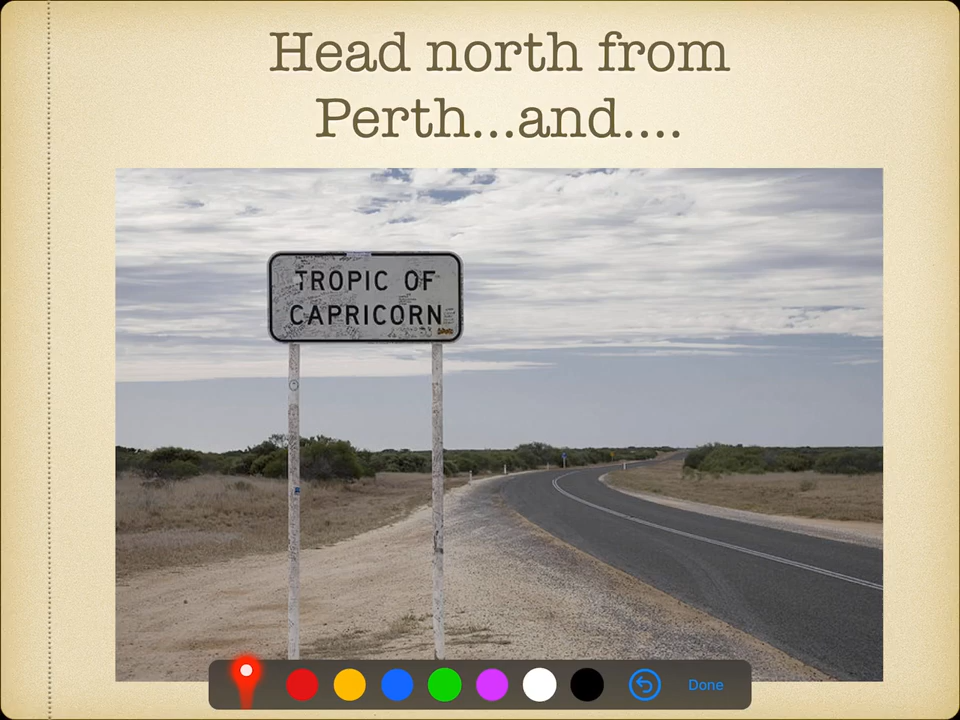 Head north from
Perth...and....
TROPIC OF
CAPRICORN
Done